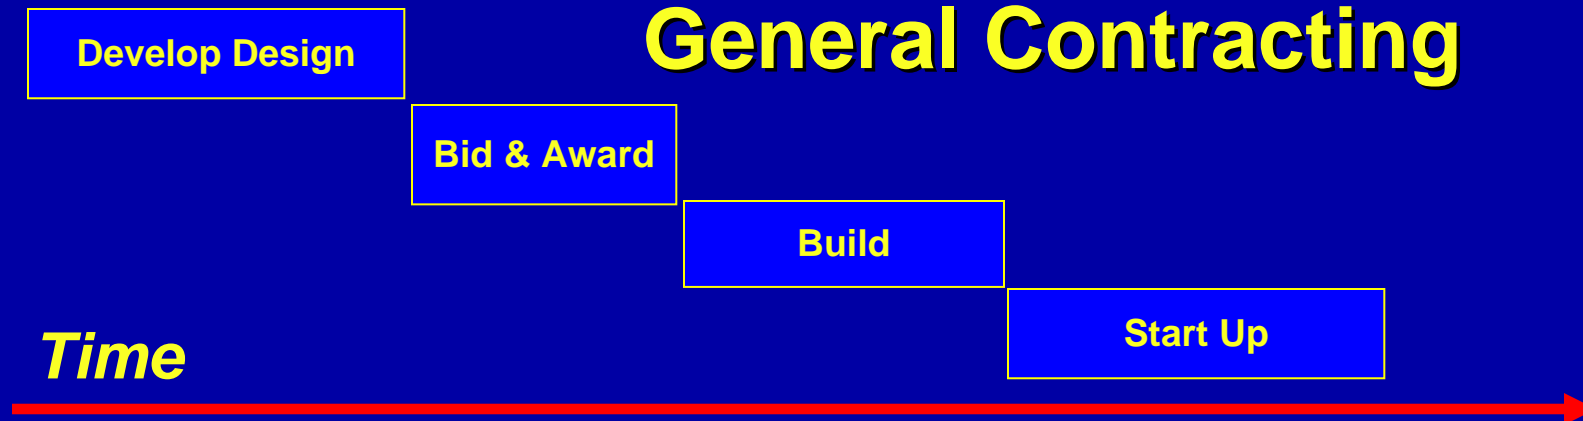 General Contracting
Develop Design
Bid & Award
Build
Start Up
Time